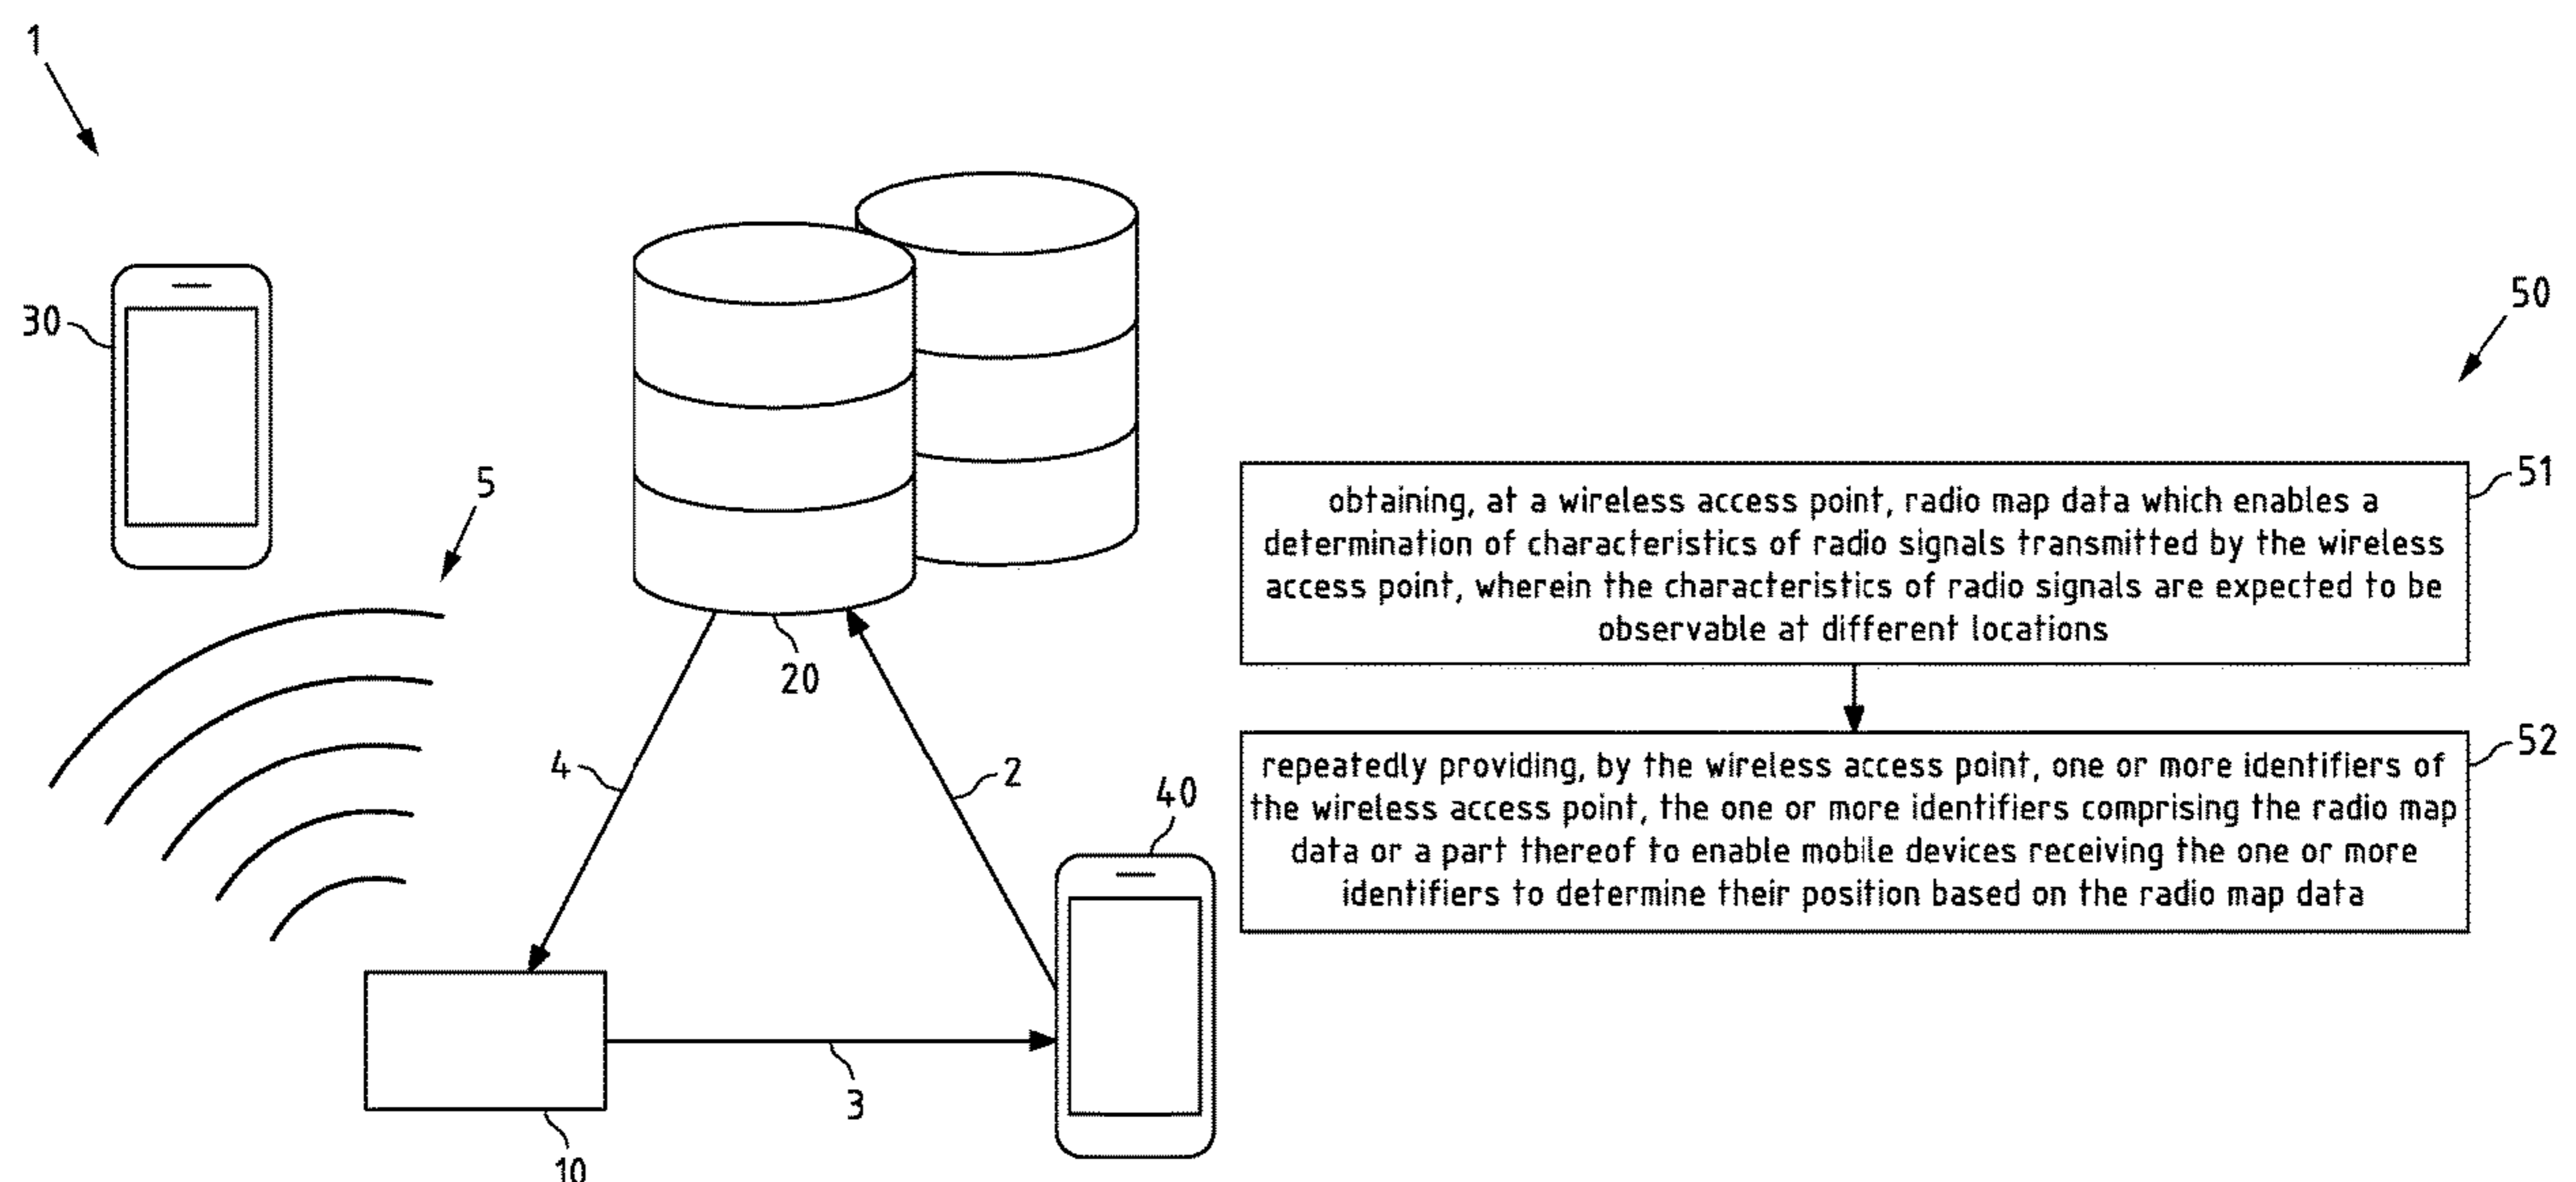 1
30
5
20
4
2
40
3
10
50
51
obtaining, at a wireless access point, radio map data which enables a
determination of characteristics of radio signals transmitted by the wireless
access point, wherein the characteristics of radio signals are expected to be
observable at different locations
52
repeatedly providing, by the wireless access point, one or more identifiers of
the wireless access point, the one or more identifiers comprising the radio map
data or a part thereof to enable mobile devices receiving the one or more
identifiers to determine their position based on the radio map data